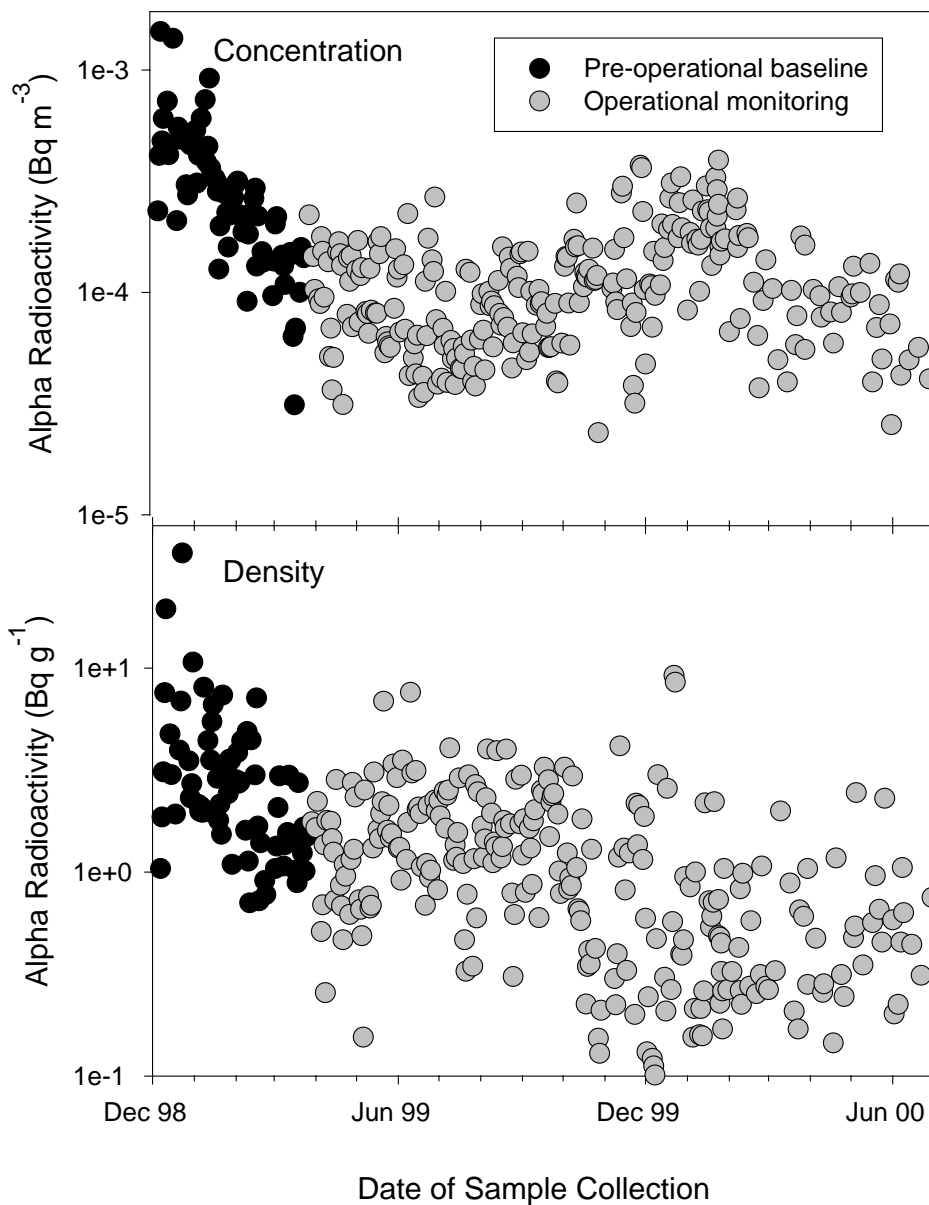 Concentration
Pre-operational baseline
Operational monitoring
1e-3
1e-4
1e-5
Alpha Radioactivity (Bq m-3)
Density
1e+1
1e+0
1e-1
Alpha Radioactivity (Bq g-1)
Dec 98
Jun 99
Dec 99
Jun 00
Date of Sample Collection